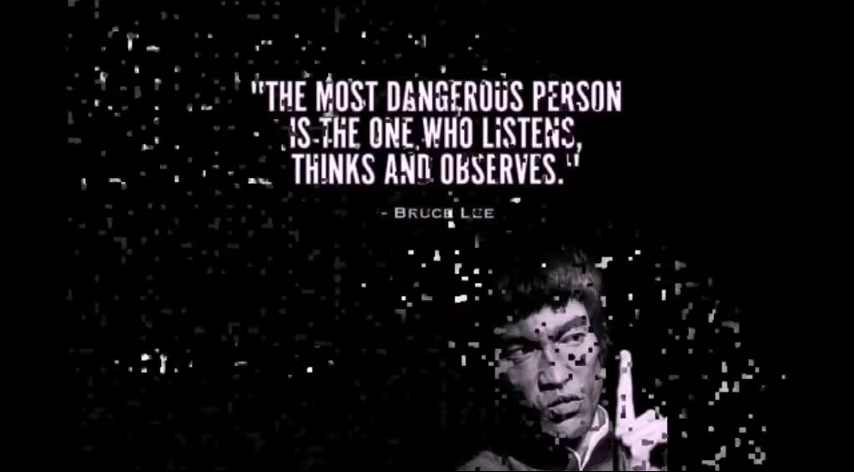 "THE MOST DANGEROUS PERSON
IS THE ONE WHO LISTENS,
THINKS AND OBSERVES."
- BRUCE LEE